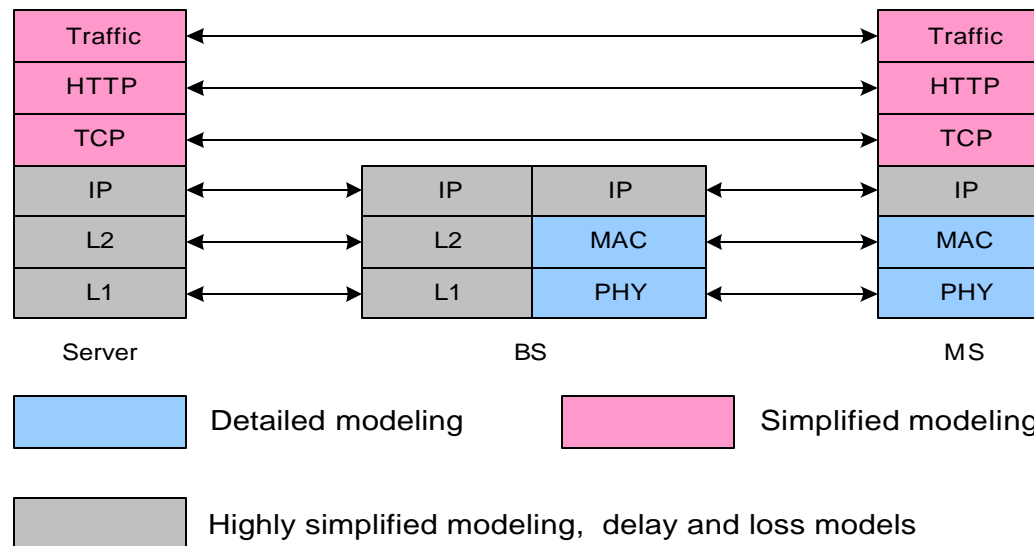 Traffic Traffic
HTTP HTTP
TCP TCP
IP IP IP IP
L2 L2 MAC MAC
L1 L1 PHY PHY
Server BS MS
Detailed modeling Simplified modeling
Highly simplified modeling, delay and loss models